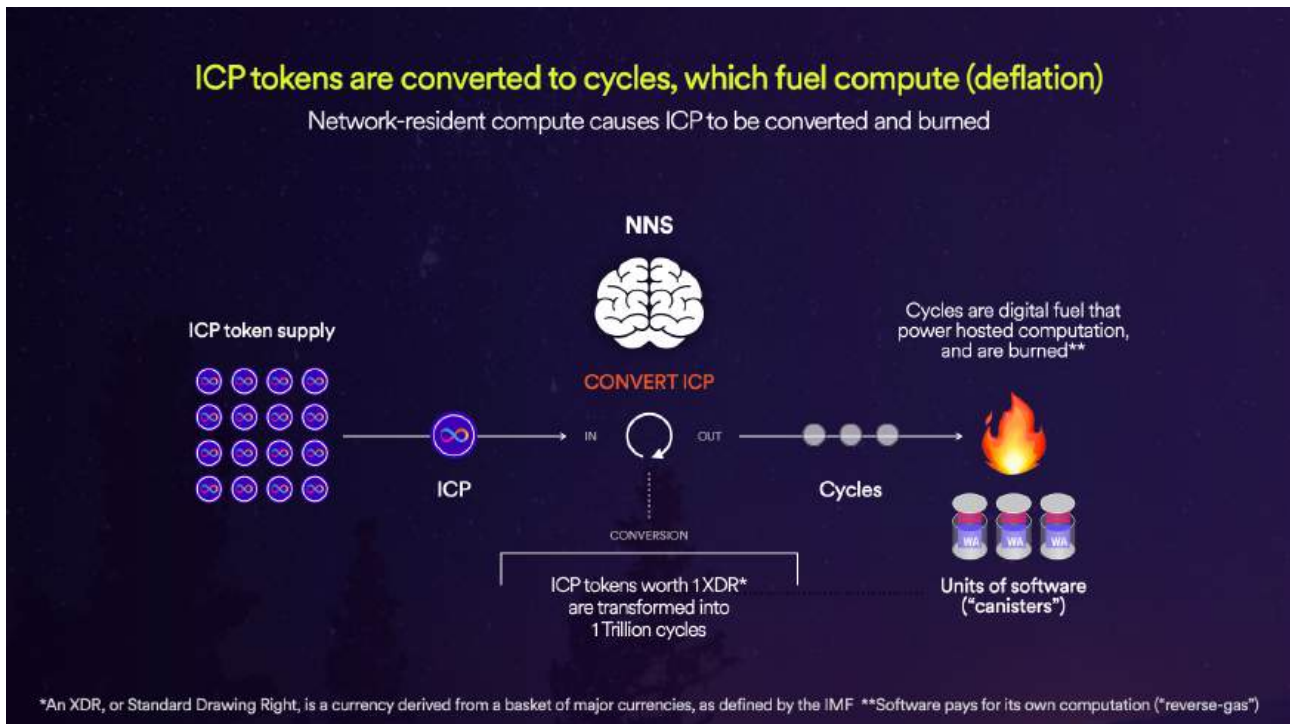 ICP tokens are converted to cycles, which fuel compute (deflation)
Network-resident compute causes ICP to be converted and burned
NNS
ICP token supply
Cycles are digital fuel that
power hosted computation,
and are burned**
CONVERT ICP
IN
OUT
ICP
Cycles
CONVERSION
WA WA WA
ICP tokens worth 1 XDR*
are transformed into
1 Trillion cycles
Units of software
("canisters")
*An XDR, or Standard Drawing Right, is a currency derived from a basket of major currencies, as defined by the IMF **Software pays for its own computation ("reverse-gas")